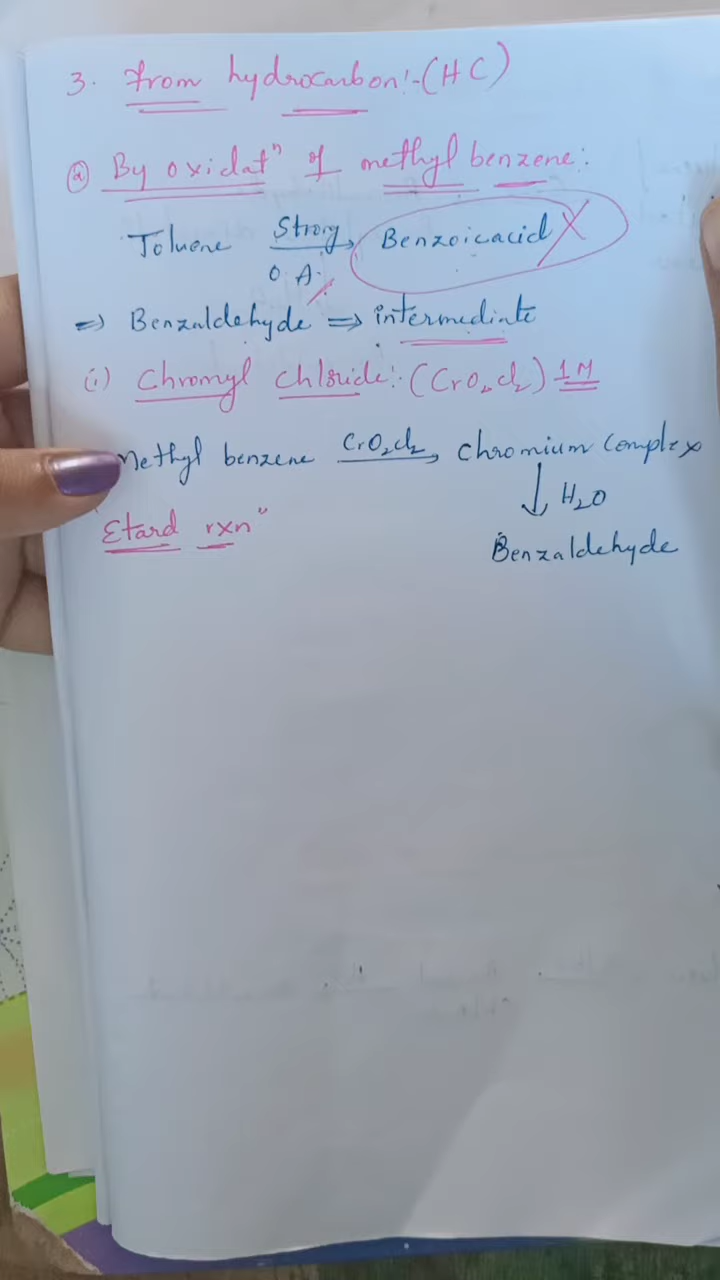 3. From hydrocarbon:-(HC)
(a) By oxidatⁿ of methyl benzene:
Toluene Strong O.A. Benzoic acid X
⇒ Benzaldehyde ⇒ intermediate
(i) Chromyl Chloride:- (CrO₂Cl₂) 1M
Methyl benzene CrO₂Cl₂ → chromium complex
↓ H₂O
Benzaldehyde
"Etard rxn"